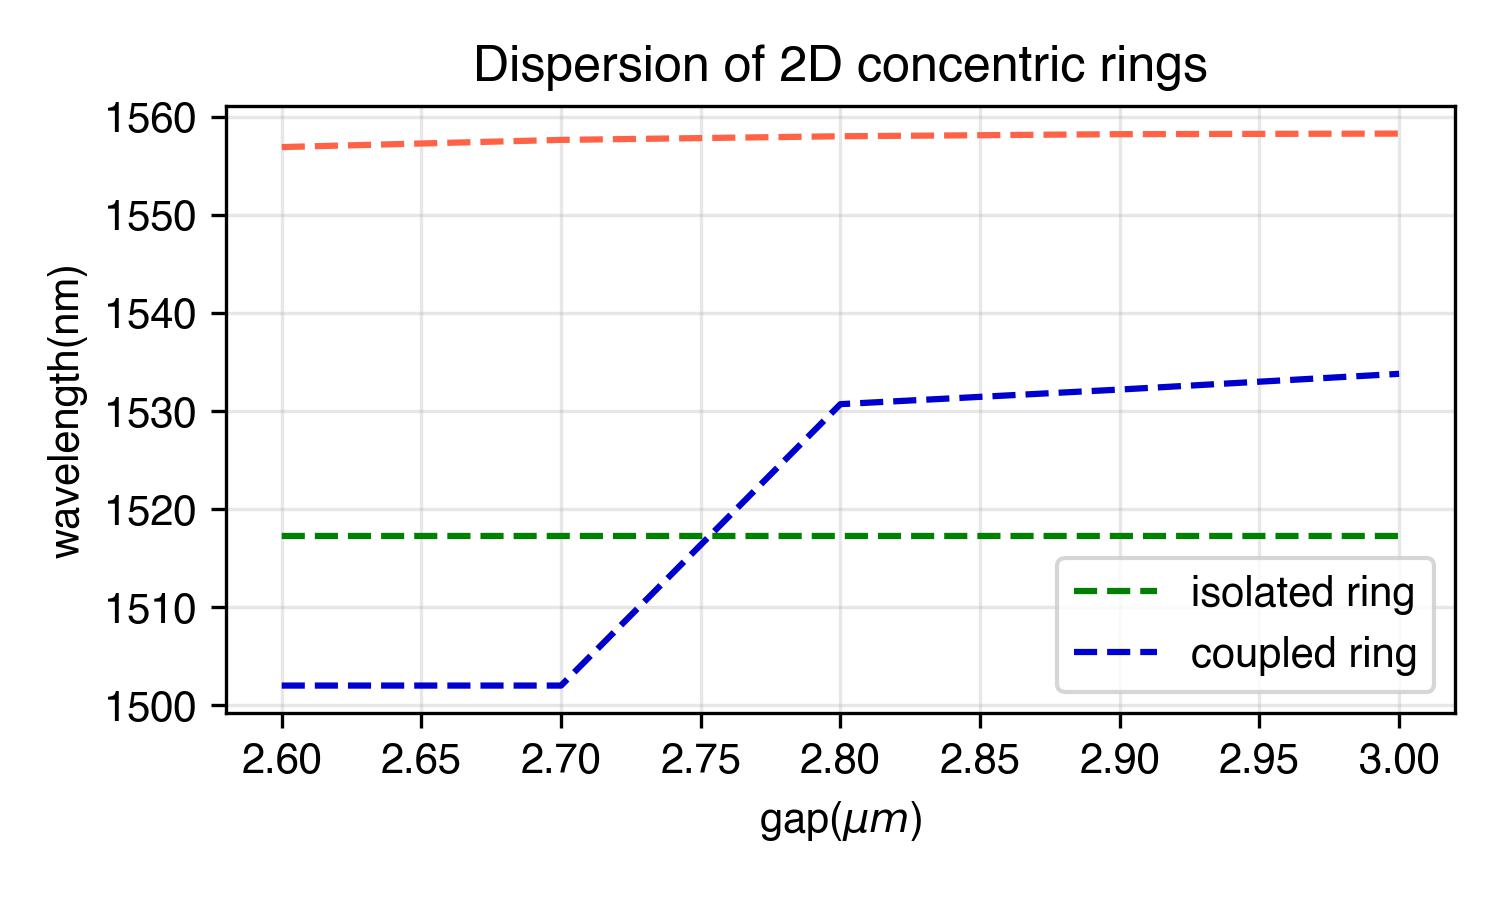 Dispersion of 2D concentric rings
wavelength(nm)
1560
1550
1540
1530
1520
1510
1500
isolated ring
coupled ring
2.60 2.65 2.70 2.75 2.80 2.85 2.90 2.95 3.00
gap(μm)